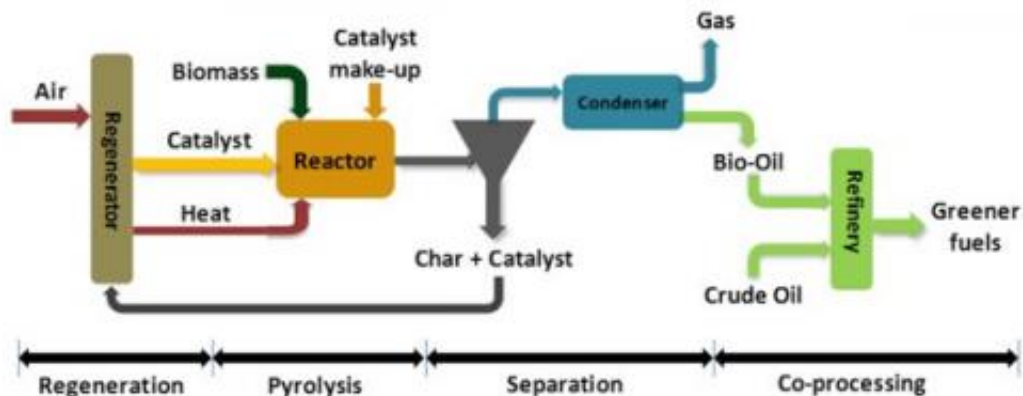 Gas
Catalyst
make-up
Biomass
Air
Condenser
Regenerator
Catalyst
Reactor
Bio-Oil
Refinery
Heat
Greener
fuels
Char + Catalyst
Crude Oil
Regeneration
Pyrolysis
Separation
Co-processing